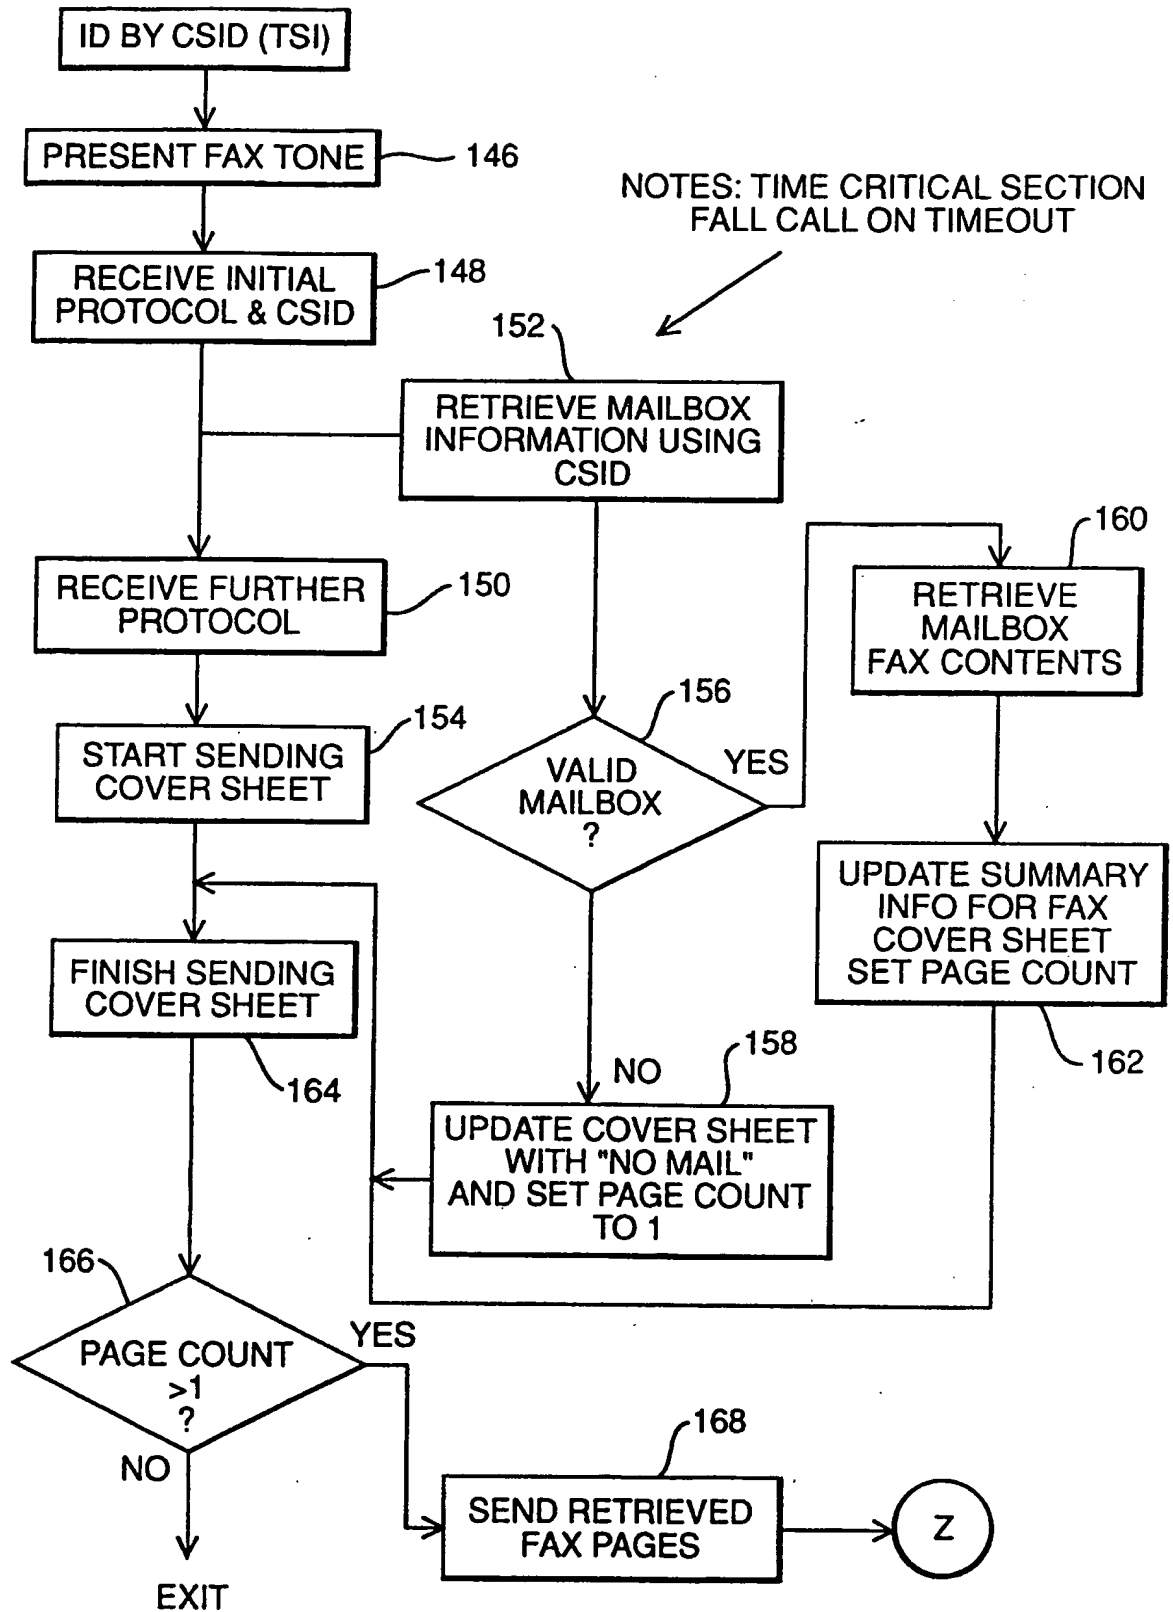 ID BY CSID (TSI)
PRESENT FAX TONE
146
NOTES: TIME CRITICAL SECTION
FALL CALL ON TIMEOUT
RECEIVE INITIAL
PROTOCOL & CSID
148
152
RETRIEVE MAILBOX
INFORMATION USING
CSID
RECEIVE FURTHER
PROTOCOL
150
160
RETRIEVE
MAILBOX
FAX CONTENTS
START SENDING
COVER SHEET
154
156
VALID
MAILBOX
?
YES
UPDATE SUMMARY
INFO FOR FAX
COVER SHEET
SET PAGE COUNT
162
FINISH SENDING
COVER SHEET
164
NO
158
UPDATE COVER SHEET
WITH "NO MAIL"
AND SET PAGE COUNT
TO 1
166
PAGE COUNT
>1
?
YES
NO
EXIT
168
SEND RETRIEVED
FAX PAGES
Z